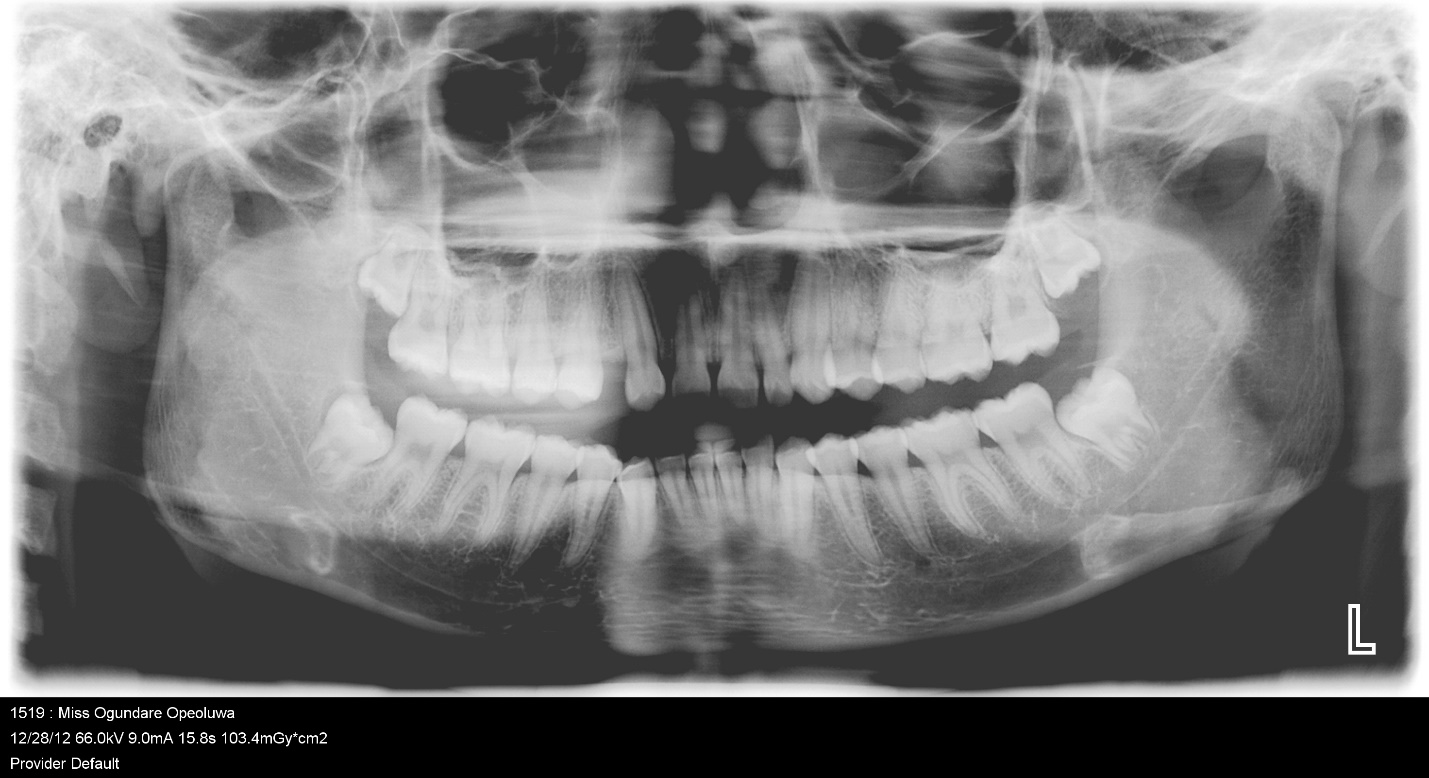 L
1519 : Miss Ogundare Opeoluwa
12/28/12 66.0kV 9.0mA 15.8s 103.4mGy*cm2
Provider Default